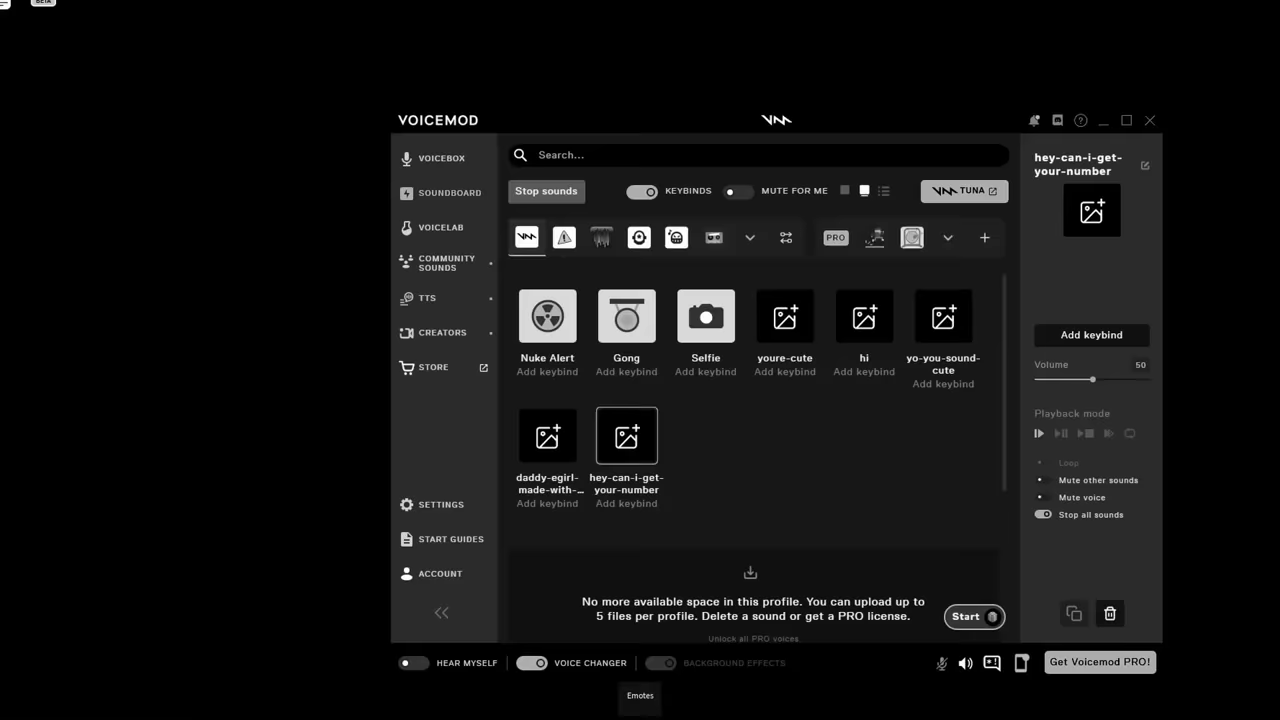 BETA
VOICEMOD
VOICEBOX
SOUNDBOARD
VOICELAB
COMMUNITY
SOUNDS
TTS
CREATORS
STORE
SETTINGS
START GUIDES
ACCOUNT
Search...
Stop sounds
KEYBINDS
MUTE FOR ME
TUNA
PRO
Nuke Alert
Add keybind
Gong
Add keybind
Selfie
Add keybind
youre-cute
Add keybind
hi
Add keybind
yo-you-sound-
cute
Add keybind
daddy-egirl-
made-with-...
Add keybind
hey-can-i-get-
your-number
Add keybind
No more available space in this profile. You can upload up to
5 files per profile. Delete a sound or get a PRO license.
Unlock all PRO voices.
Start
hey-can-i-get-
your-number
Add keybind
Volume 50
Playback mode
Loop
Mute other sounds
Mute voice
Stop all sounds
HEAR MYSELF
VOICE CHANGER
BACKGROUND EFFECTS
Get Voicemod PRO!
Emotes